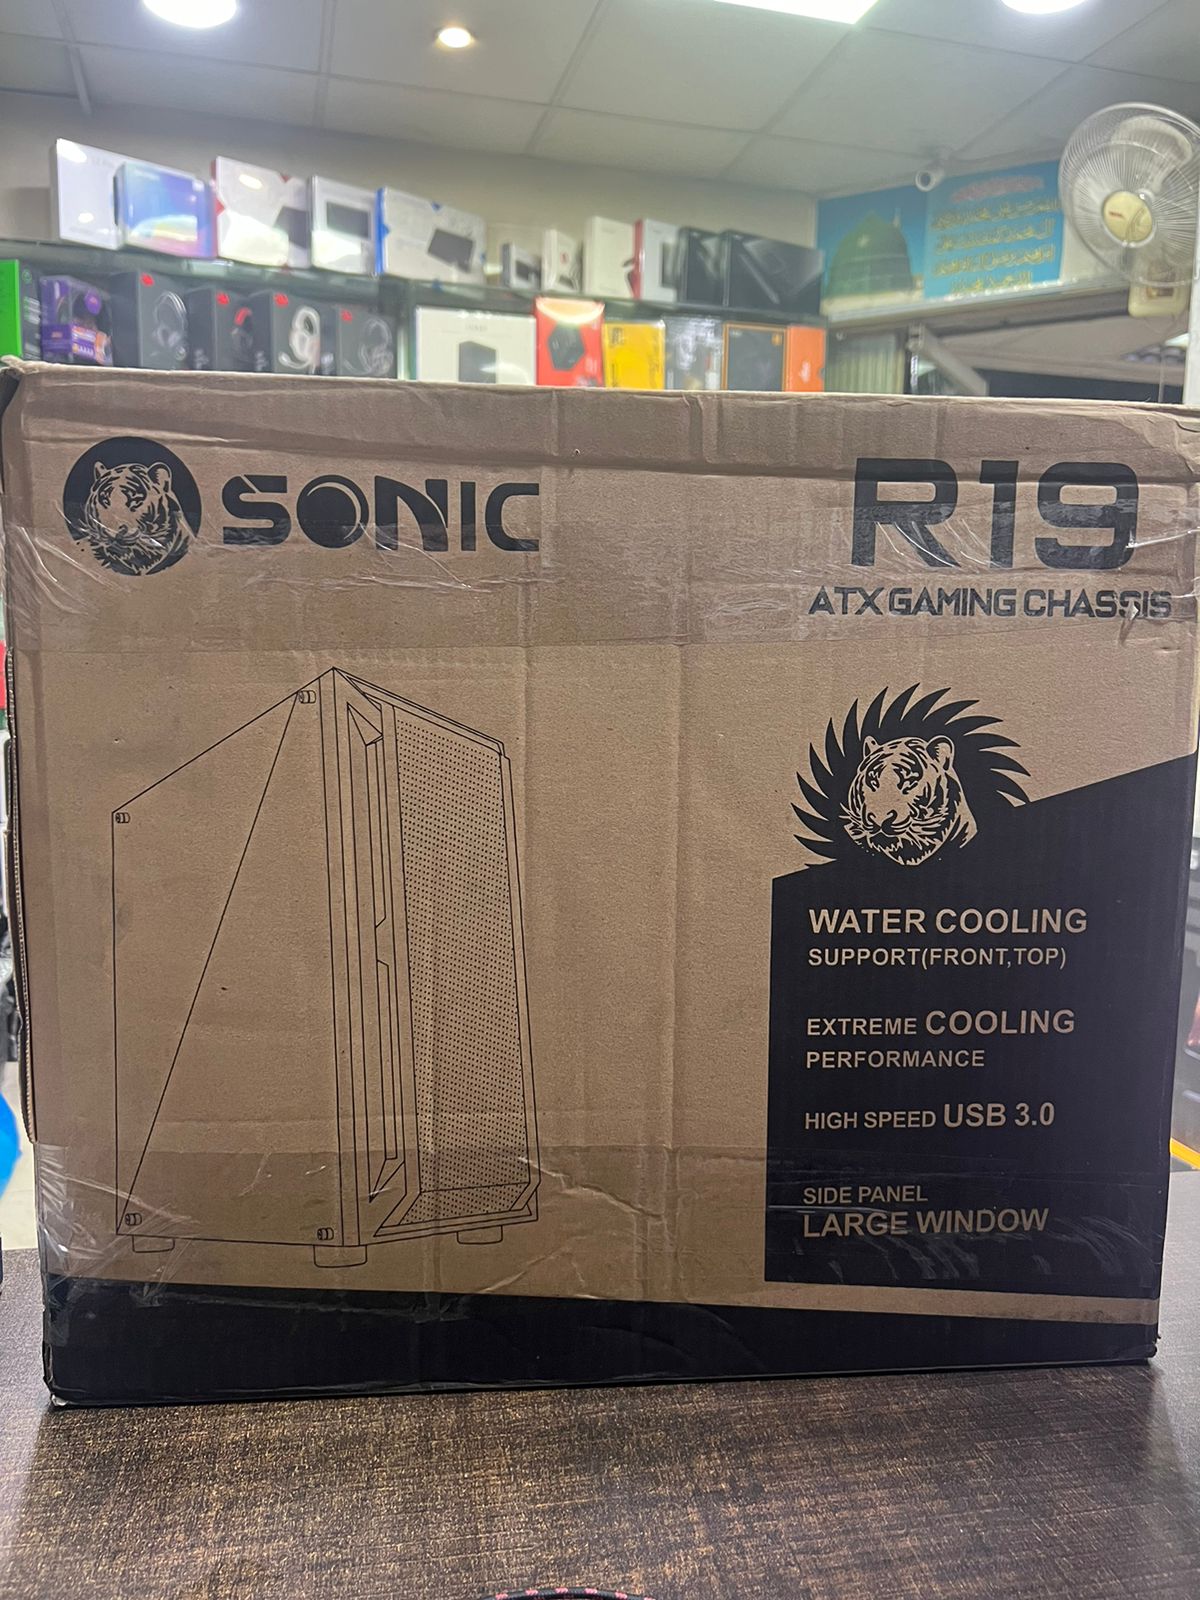 SONIC
R19
ATX GAMING CHASSIS
WATER COOLING
SUPPORT(FRONT,TOP)
EXTREME COOLING
PERFORMANCE
HIGH SPEED USB 3.0
SIDE PANEL
LARGE WINDOW